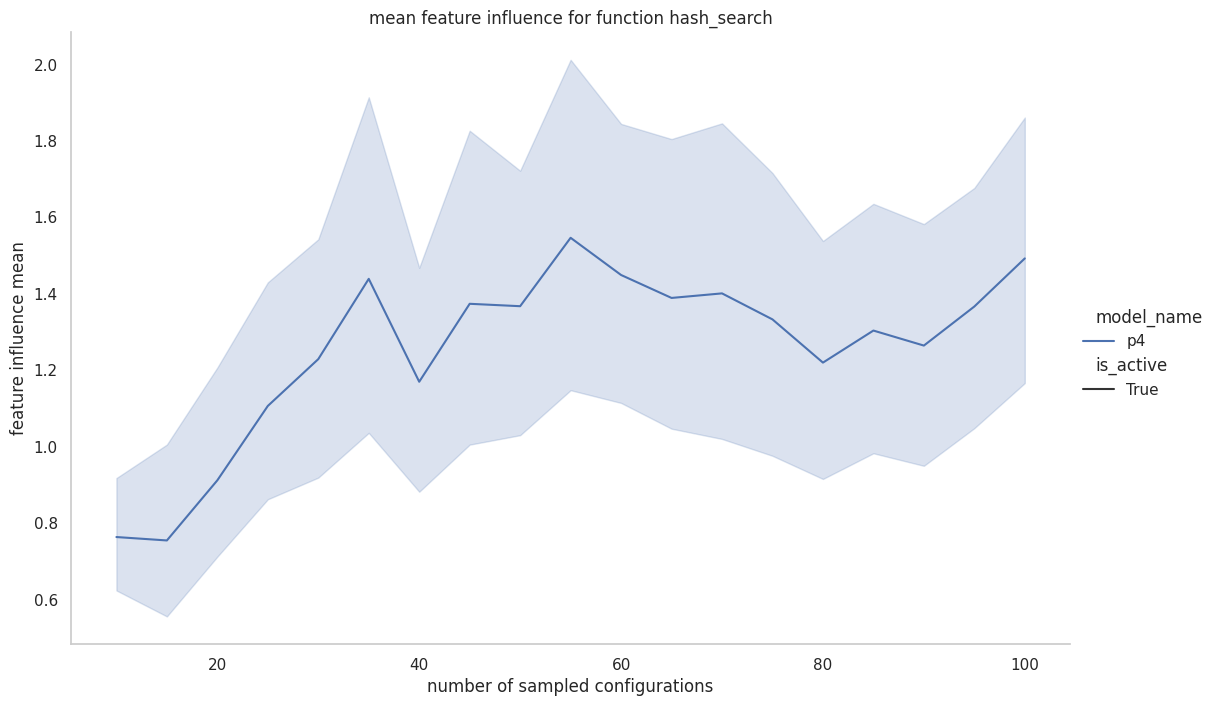 mean feature influence for function hash_search
2.0
1.8
1.6
1.4
1.2
1.0
0.8
0.6
feature influence mean
20 40 60 80 100
number of sampled configurations
model_name
p4
is_active
True